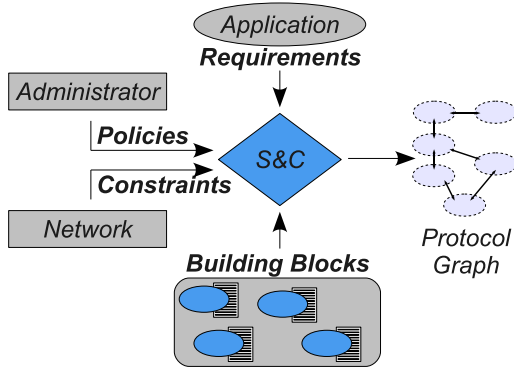 Application
Requirements
Administrator
Policies
S&C
Constraints
Network
Building Blocks
Protocol
Graph